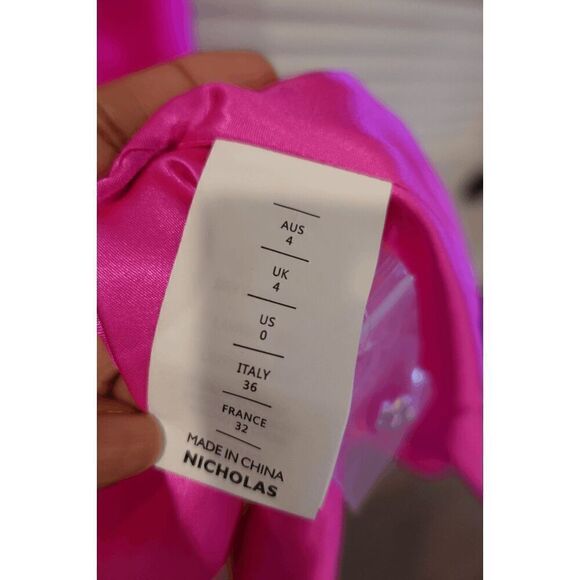 AUS
4
UK
4
US
0
ITALY
36
FRANCE
32
MADE IN CHINA
NICHOLAS